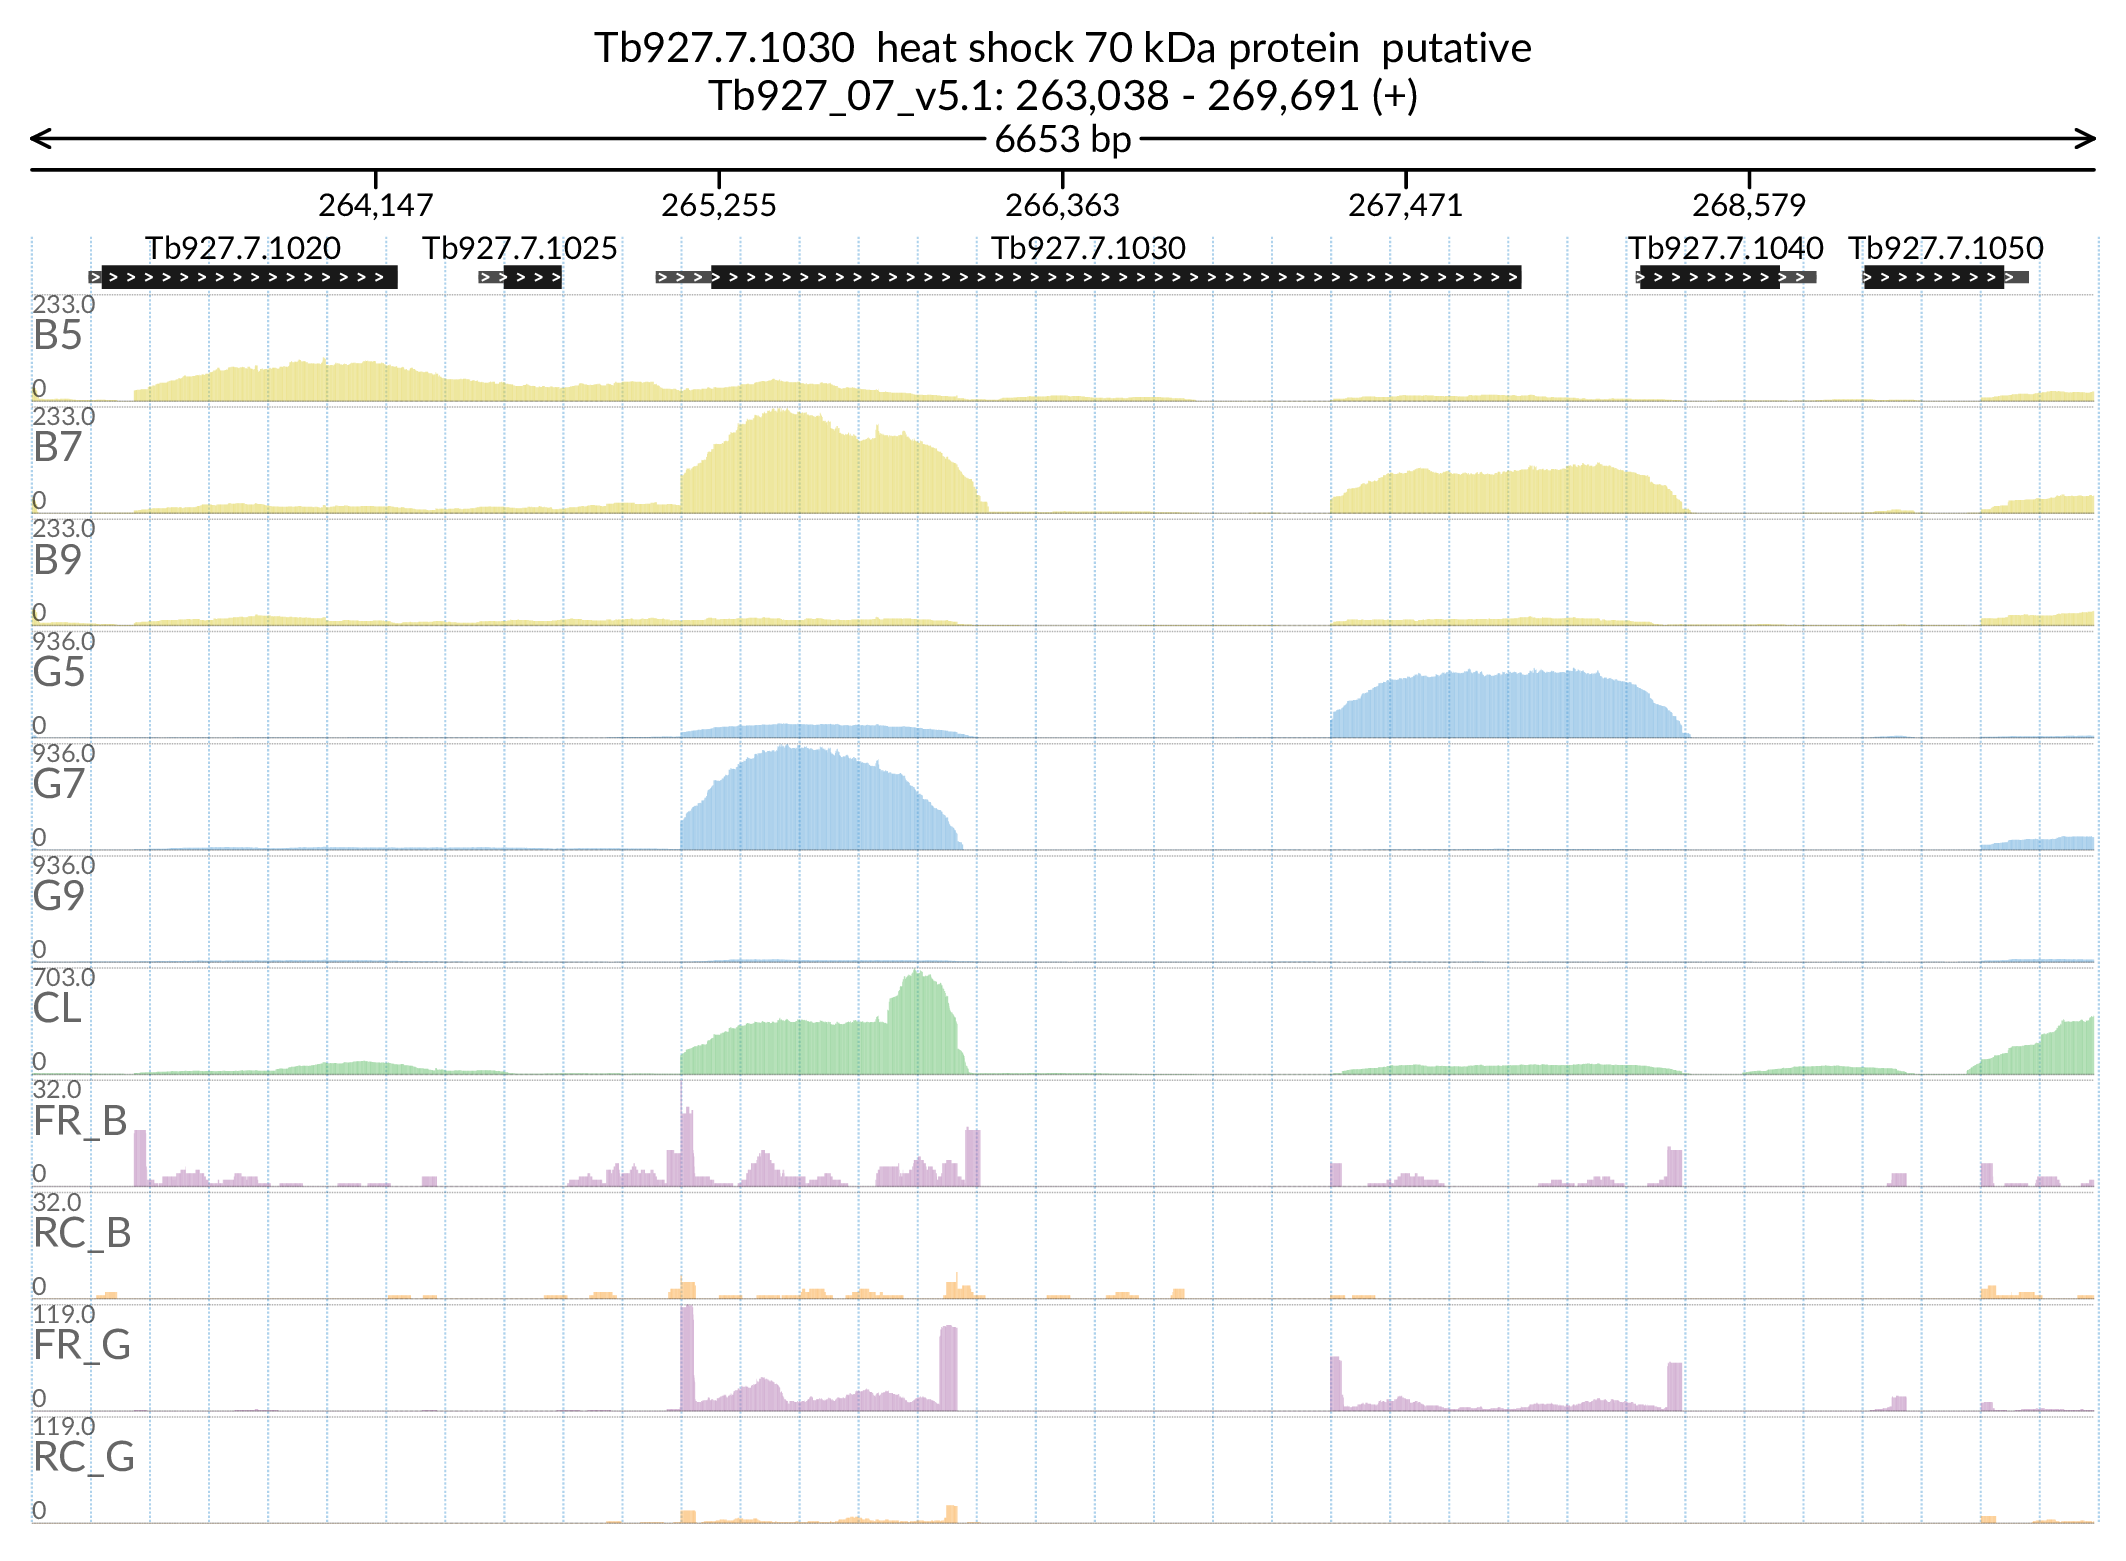 Tb927.7.1030 heat shock 70 kDa protein putative
Tb927_07_v5.1: 263,038 - 269,691 (+)
6653 bp
264,147 265,255 266,363 267,471 268,579
Tb927.7.1020 Tb927.7.1025 Tb927.7.1030 Tb927.7.1040 Tb927.7.1050
233.0
B5
0
233.0
B7
0
233.0
B9
0
936.0
G5
0
936.0
G7
0
936.0
G9
0
703.0
CL
0
32.0
FR_B
0
32.0
RC_B
0
119.0
FR_G
0
119.0
RC_G
0